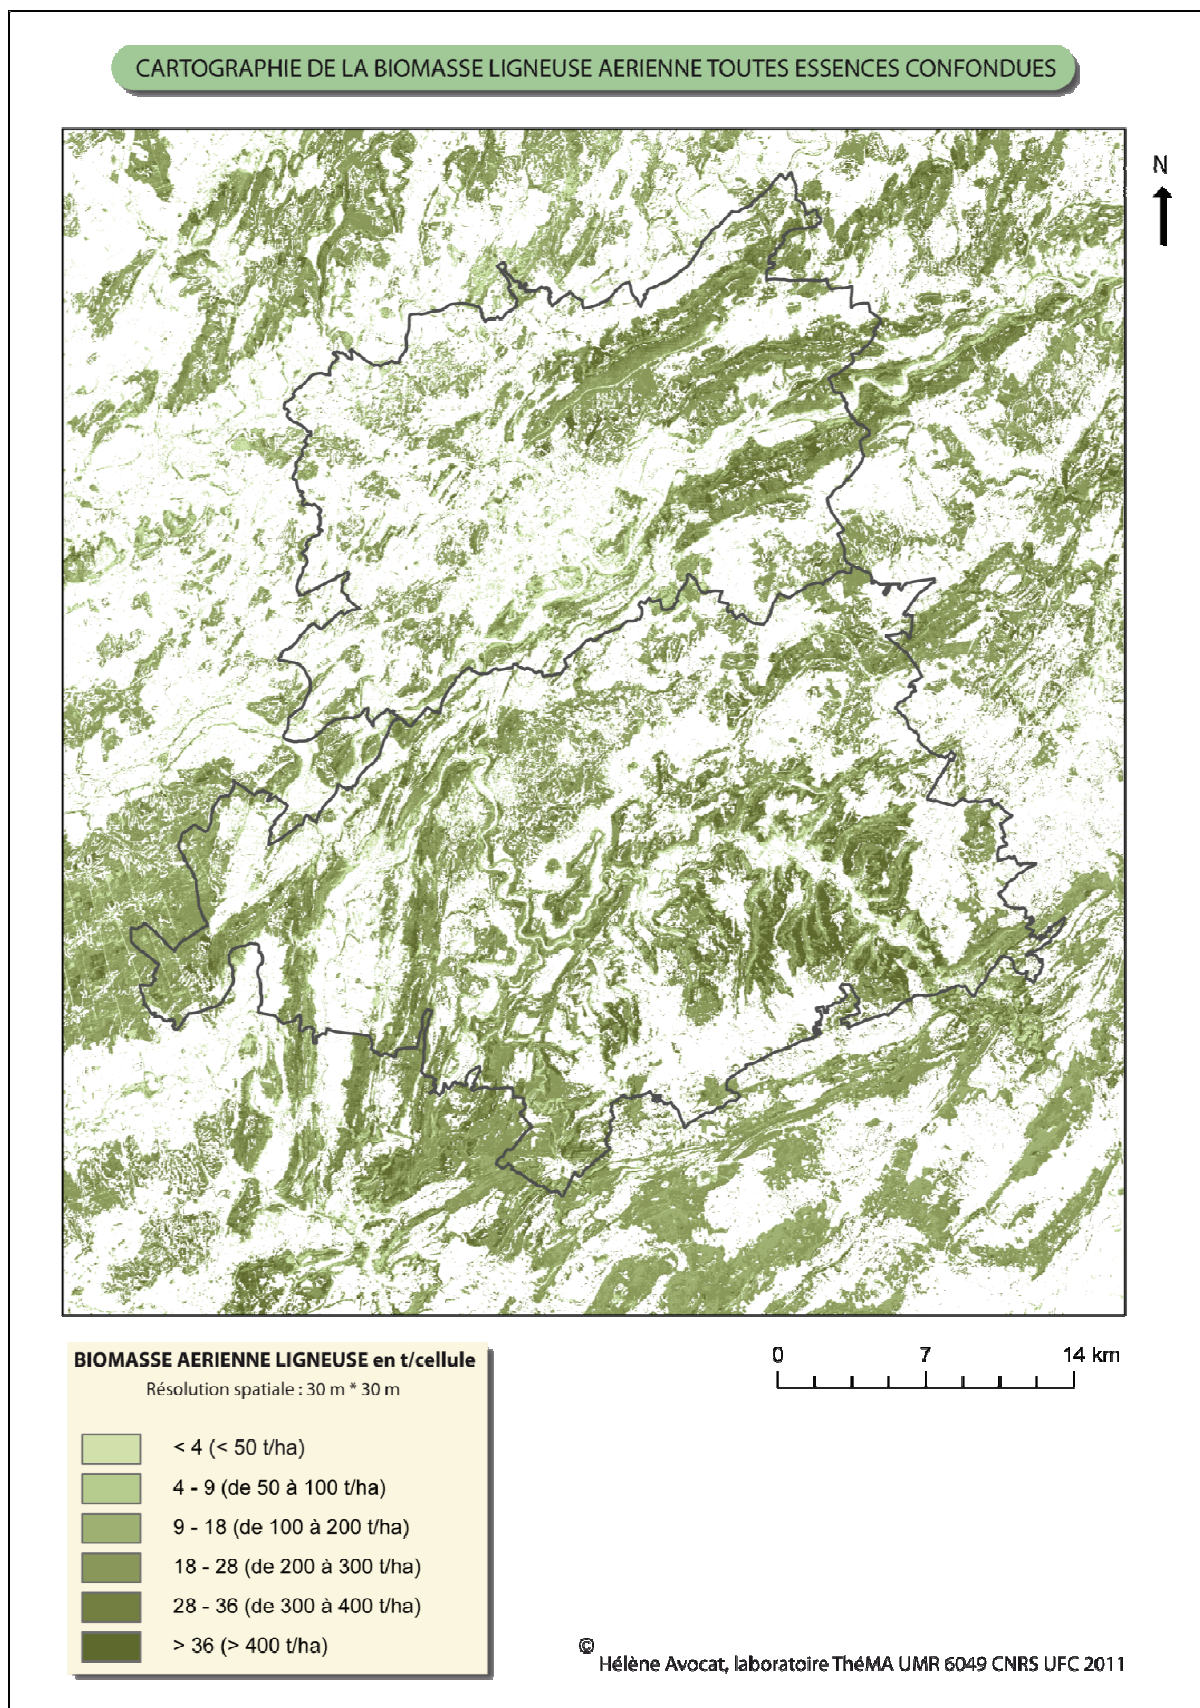 CARTOGRAPHIE DE LA BIOMASSE LIGNEUSE AERIENNE TOUTES ESSENCES CONFONDUES
N
BIOMASSE AERIENNE LIGNEUSE en t/cellule
Résolution spatiale : 30 m * 30 m
< 4 (< 50 t/ha)
4 - 9 (de 50 à 100 t/ha)
9 - 18 (de 100 à 200 t/ha)
18 - 28 (de 200 à 300 t/ha)
28 - 36 (de 300 à 400 t/ha)
> 36 (> 400 t/ha)
0 7 14 km
© Hélène Avocat, laboratoire ThéMA UMR 6049 CNRS UFC 2011